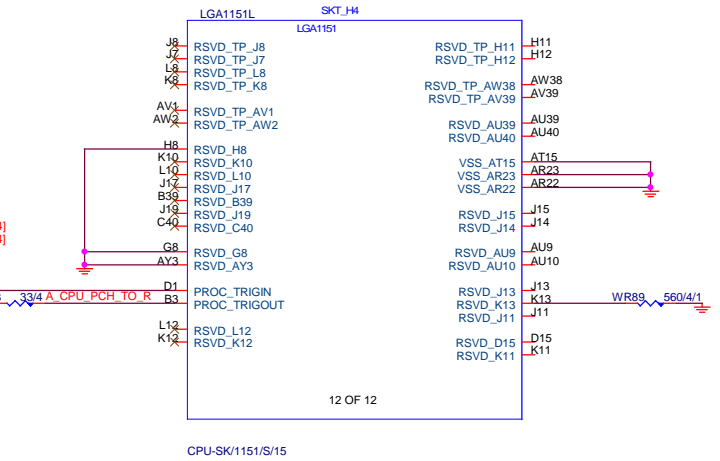 LGA1151L
SKT_H4
LGA1151
J8 RSVD_TP_J8
J7 RSVD_TP_J7
L8 RSVD_TP_L8
K8 RSVD_TP_K8
AV1 RSVD_TP_AV1
AW2 RSVD_TP_AW2
H8 RSVD_H8
K10 RSVD_K10
L10 RSVD_L10
J17 RSVD_J17
B39 RSVD_B39
J19 RSVD_J19
C40 RSVD_C40
G8 RSVD_G8
AY3 RSVD_AY3
D1 PROC_TRIGIN
33/4 A_CPU_PCH_TO_R B3 PROC_TRIGOUT
L12 RSVD_L12
K12 RSVD_K12
RSVD_TP_H11 H11
RSVD_TP_H12 H12
RSVD_TP_AW38 AW38
RSVD_TP_AV39 AV39
RSVD_AU39 AU39
RSVD_AU40 AU40
VSS_AT15 AT15
VSS_AR23 AR23
VSS_AR22 AR22
RSVD_J15 J15
RSVD_J14 J14
RSVD_AU9 AU9
RSVD_AU10 AU10
RSVD_J13 J13
RSVD_K13 K13 WR89 560/4/1
RSVD_J11 J11
RSVD_D15 D15
RSVD_K11 K11
12 OF 12
CPU-SK/1151/S/15